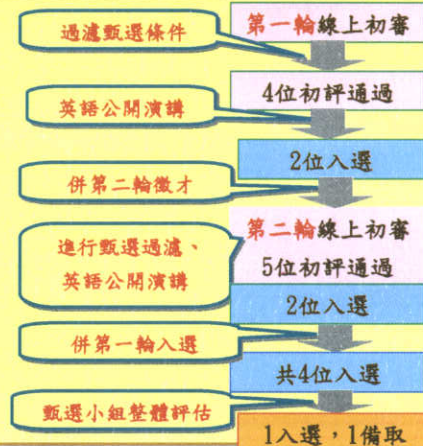 第一輪線上初審
過濾甄選條件
4位初評通過
英語公開演講
2位入選
併第二輪徵才
第二輪線上初審
5位初評通過
進行甄選過濾、
英語公開演講
2位入選
併第一輪入選
共4位入選
甄選小組整體評估
1入選，1備取